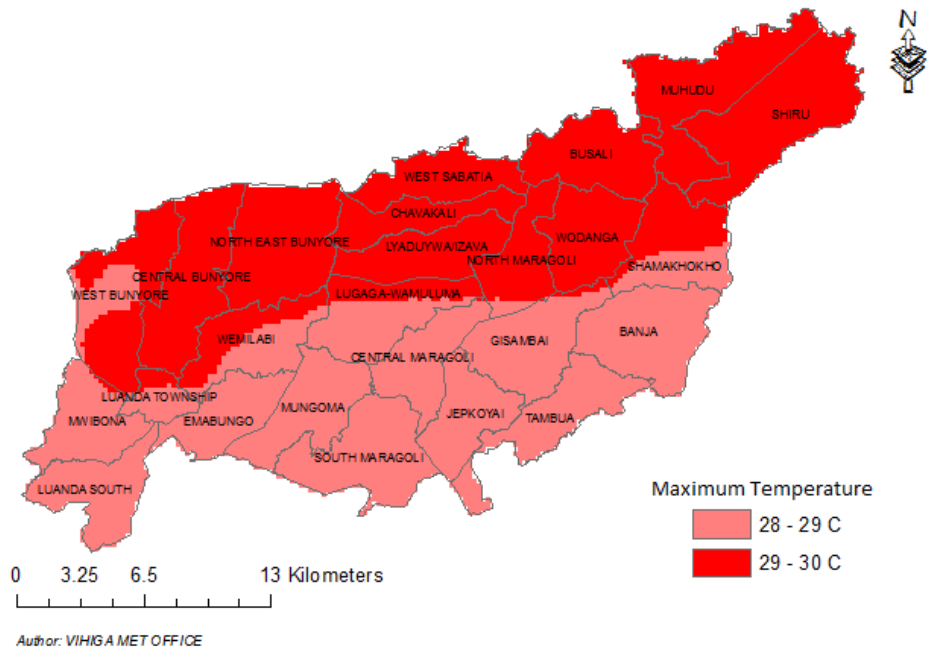 N
MUHUDU
SHIRU
BUSALI
WEST SABATIA
CHAVAKALI
NORTH EAST BUNYORE
LYADUYWA/IZAVA
WODANGA
NORTH MARAGOLI
SHAMAKHOKHO
CENTRAL BUNYORE
WEST BUNYORE
LUGAGA-WAMULUMA
WEMILABI
GISAMBAI
BANJA
CENTRAL MARAGOLI
LUANDA TOWNSHIP
MUNGOMA
JEPKOYAI
TAMBUA
MWIBONA
EMABUNGO
SOUTH MARAGOLI
LUANDA SOUTH
Maximum Temperature
28 - 29 C
29 - 30 C
0 3.25 6.5 13 Kilometers
Author: VIHIGA MET OFFICE